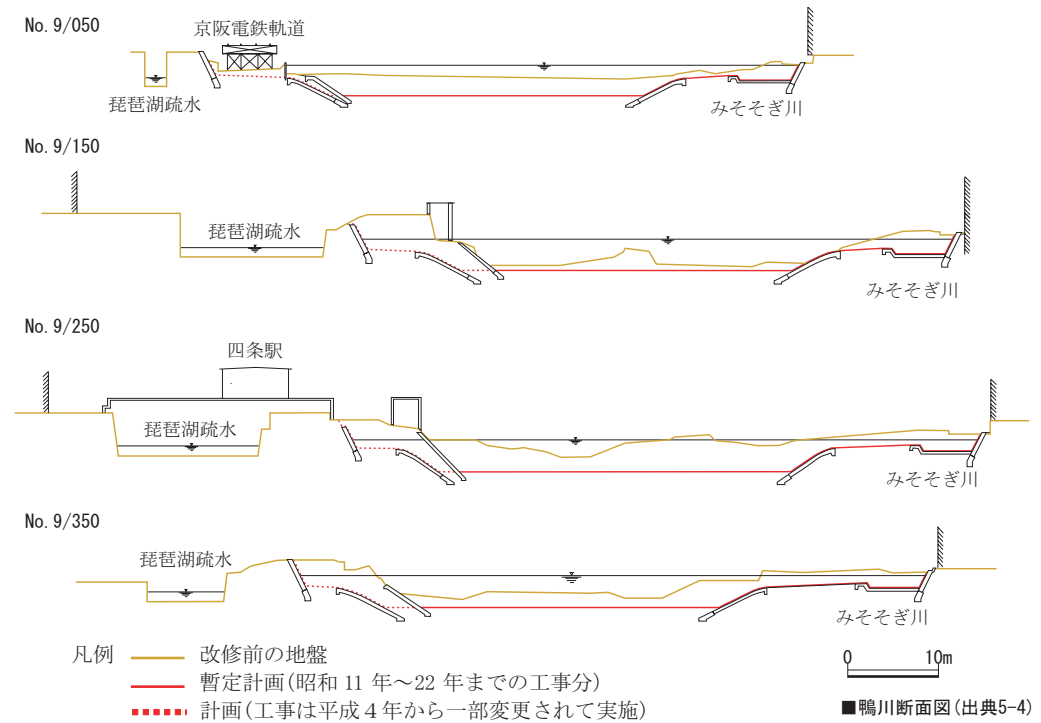 No. 9/050
京阪電鉄軌道
琵琶湖疏水
みそそぎ川
No. 9/150
琵琶湖疏水
みそそぎ川
No. 9/250
四条駅
琵琶湖疏水
みそそぎ川
No. 9/350
琵琶湖疏水
みそそぎ川
凡例
改修前の地盤
暫定計画(昭和 11 年～22 年までの工事分)
計画(工事は平成４年から一部変更されて実施)
0 10m
■鴨川断面図(出典5-4)